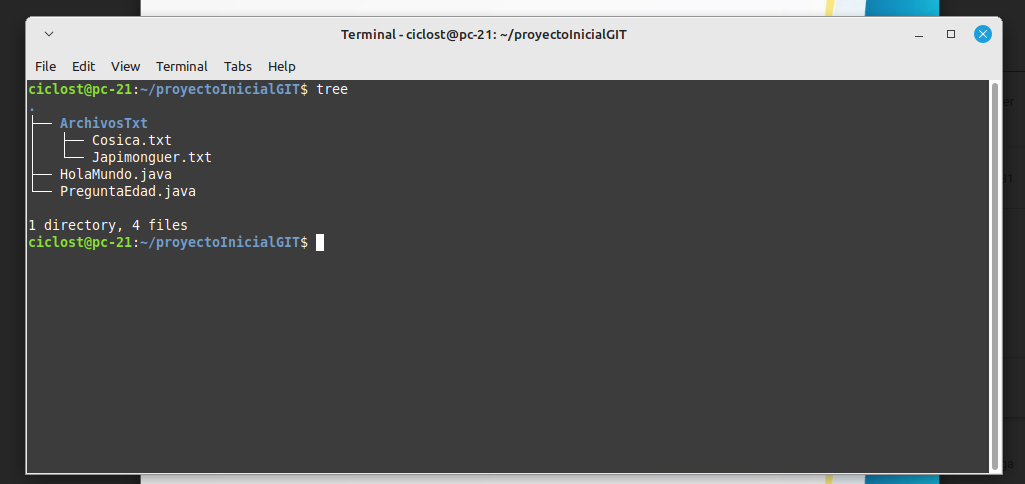 Terminal - ciclost@pc-21: ~/proyectoInicialGIT
File Edit View Terminal Tabs Help
ciclost@pc-21:~/proyectoInicialGIT$ tree
.
├── ArchivosTxt
│   ├── Cosica.txt
│   └── Japimonguer.txt
├── HolaMundo.java
└── PreguntaEdad.java
1 directory, 4 files
ciclost@pc-21:~/proyectoInicialGIT$